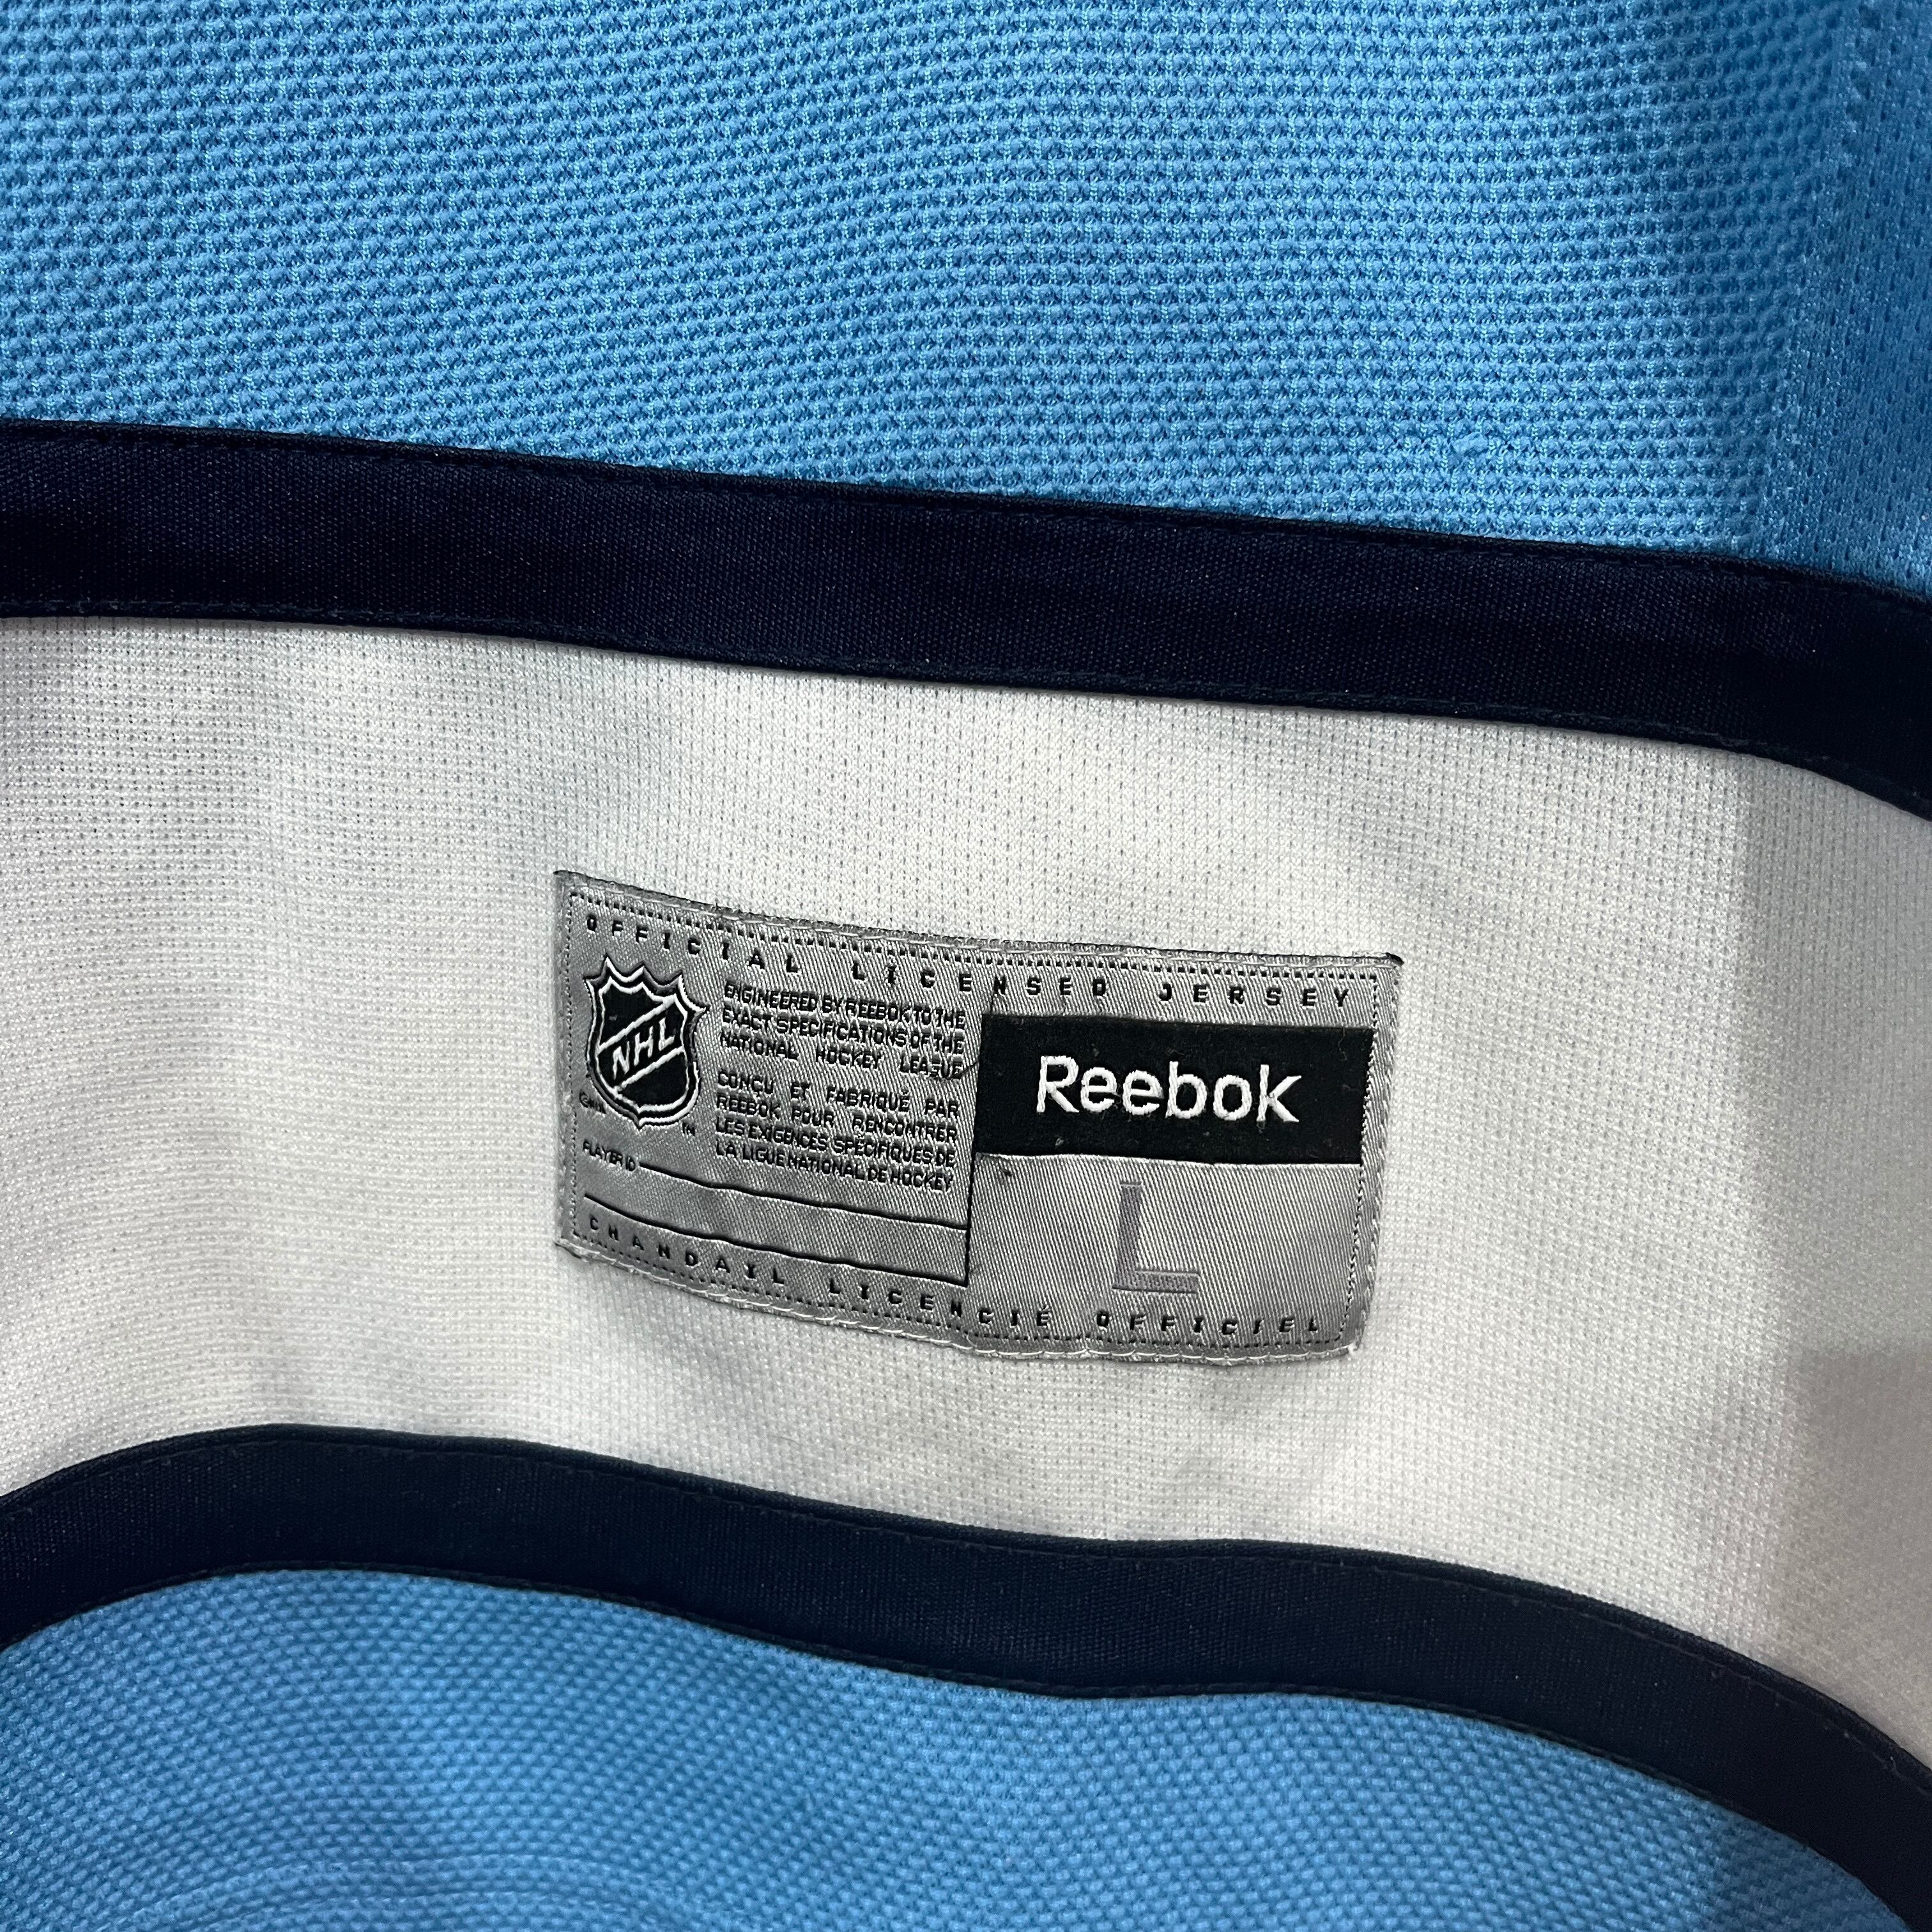 OFFICIAL LICENSED JERSEY
NHL
ENGINEERED BY REEBOK TO THE
EXACT SPECIFICATIONS OF THE
NATIONAL HOCKEY LEAGUE
CONÇU ET FABRIQUÉ PAR
REEBOK POUR RENCONTRER
LES EXIGENCES SPÉCIFIQUES DE
LA LIGUE NATIONAL DE HOCKEY
PLAYER ID
Reebok
L
CHANDAIL LICENCIÉ OFFICIEL